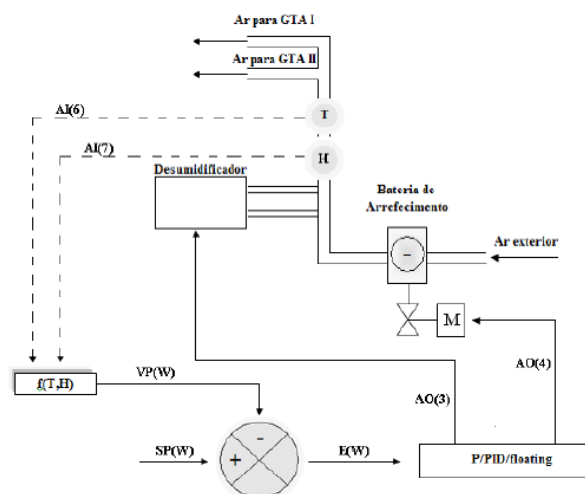 Ar para GTA I
Ar para GTA II
AI(6)
T
AI(7)
H
Desumidificador
Bateria de
Arrefecimento
-
Ar exterior
M
AO(4)
f(T,H)
VP(W)
AO(3)
-
SP(W)
+
E(W)
P/PID/floating